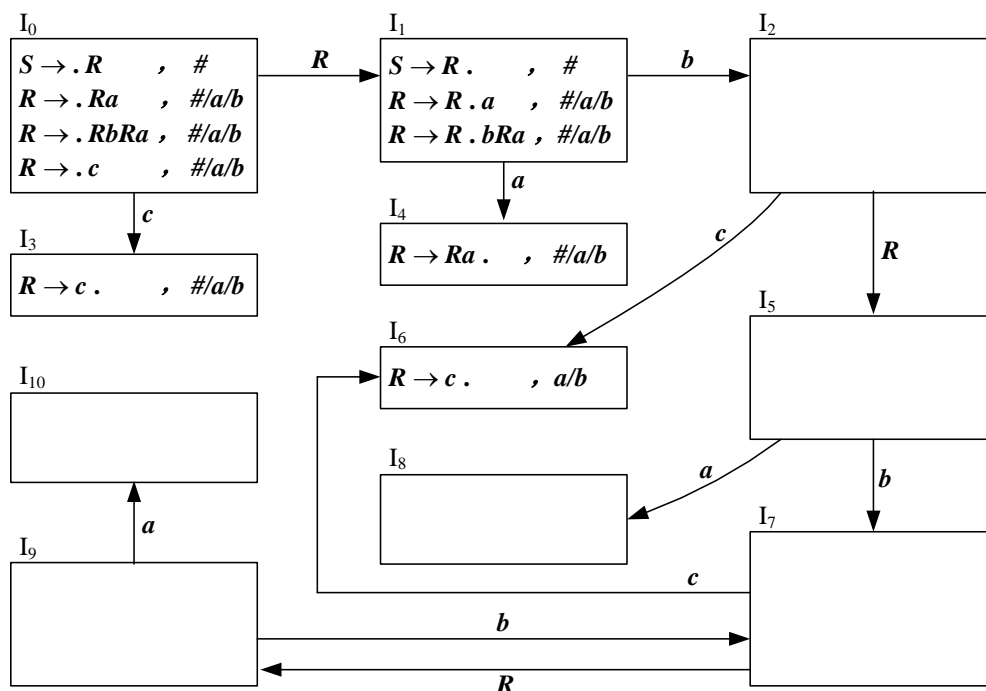 I0
S → . R , #
R → . Ra , #/a/b
R → . RbRa , #/a/b
R → . c , #/a/b
R
I1
S → R . , #
R → R . a , #/a/b
R → R . bRa , #/a/b
b
I2
c
a
I3
R → c . , #/a/b
I4
R → Ra . , #/a/b
c
R
I5
I6
R → c . , a/b
I10
I8
a
b
I7
a
I9
c
b
R